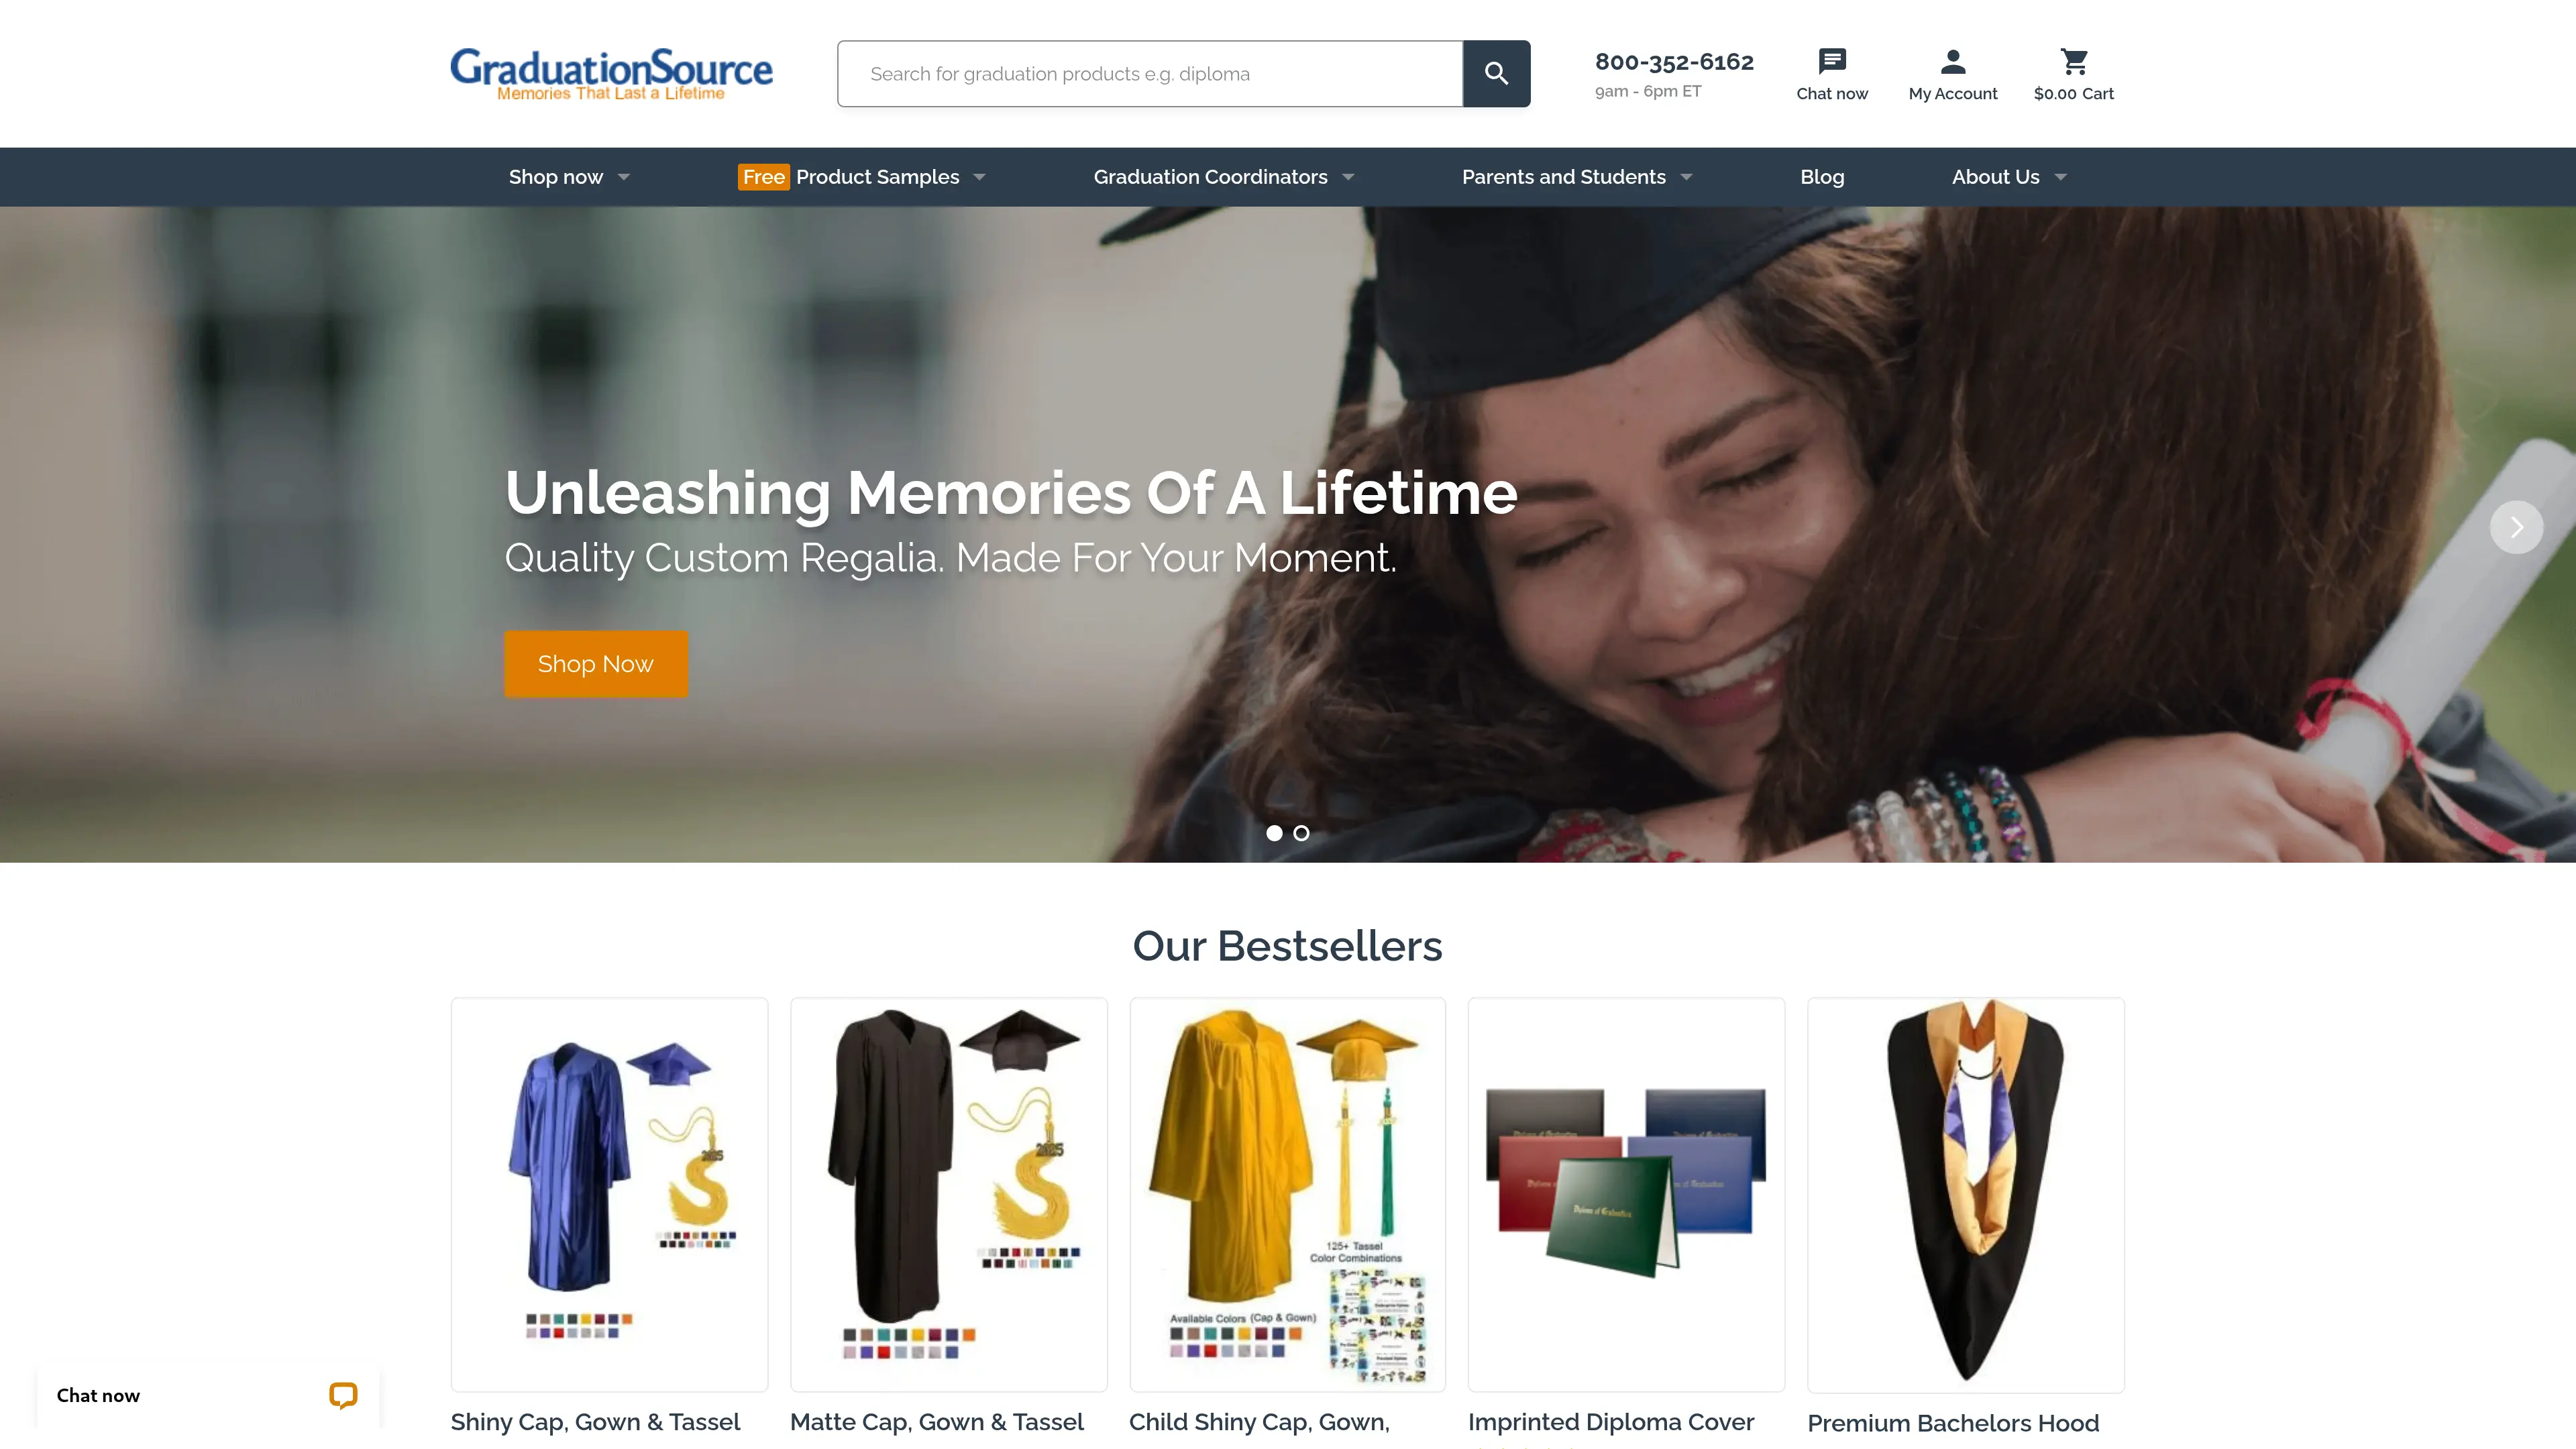 GraduationSource
Memories That Last a Lifetime
Search for graduation products e.g. diploma
800-352-6162
9am - 6pm ET
Chat now
My Account
$0.00 Cart
Shop now
Free Product Samples
Graduation Coordinators
Parents and Students
Blog
About Us
Unleashing Memories Of A Lifetime
Quality Custom Regalia. Made For Your Moment.
Shop Now
Our Bestsellers
2025
2025
125+ Tassel
Color Combinations
Available Colors (Cap & Gown)
Diploma of Graduation
Shiny Cap, Gown & Tassel
Matte Cap, Gown & Tassel
Child Shiny Cap, Gown,
Imprinted Diploma Cover
Premium Bachelors Hood
Chat now